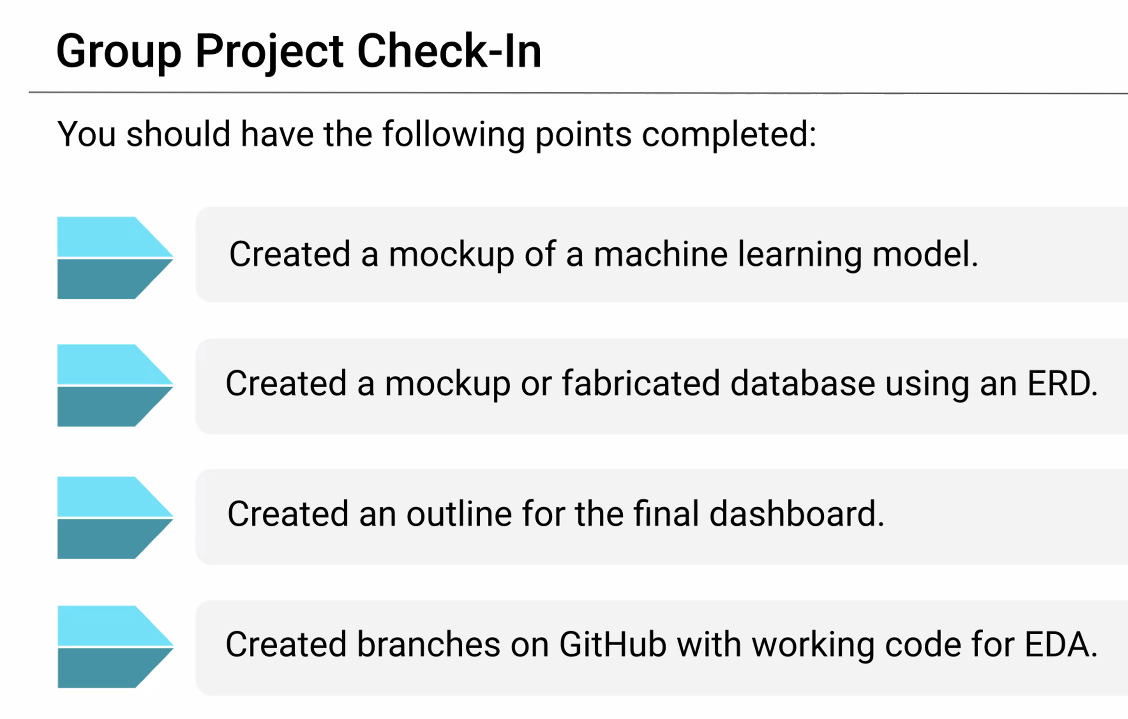 Group Project Check-In
You should have the following points completed:
Created a mockup of a machine learning model.
Created a mockup or fabricated database using an ERD.
Created an outline for the final dashboard.
Created branches on GitHub with working code for EDA.